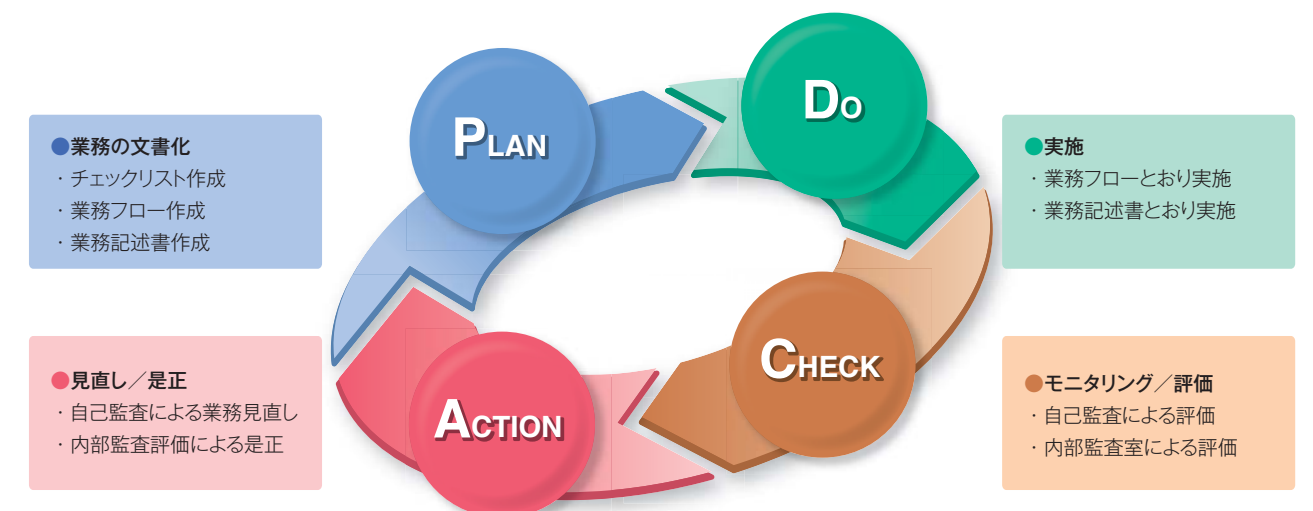 PLAN
DO
●業務の文書化
・チェックリスト作成
・業務フロー作成
・業務記述書作成
●実施
・業務フローとおり実施
・業務記述書とおり実施
CHECK
ACTION
●見直し／是正
・自己監査による業務見直し
・内部監査評価による是正
●モニタリング／評価
・自己監査による評価
・内部監査室による評価